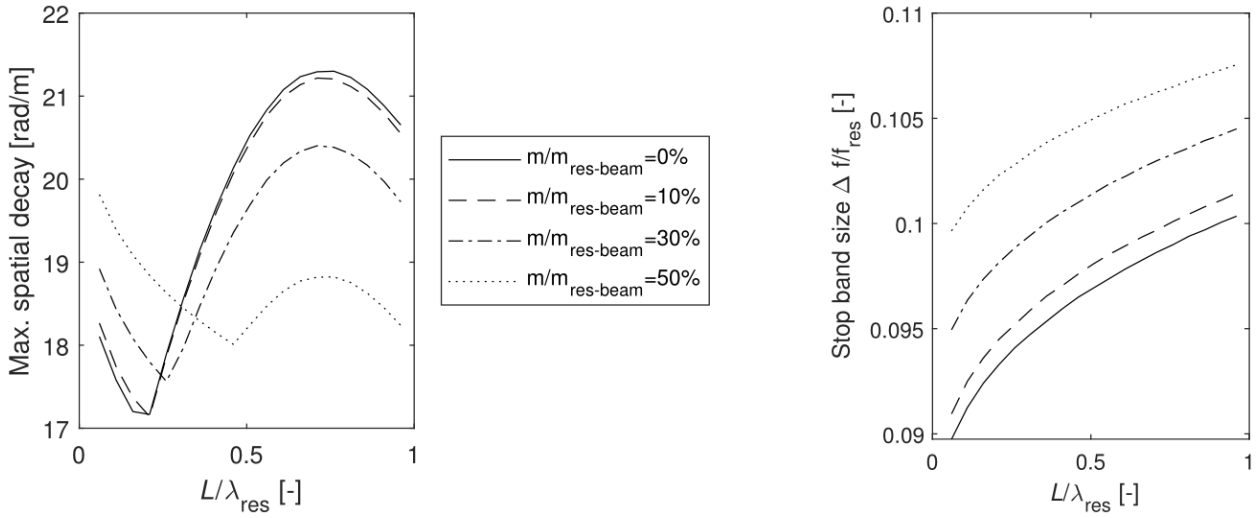 22
21
20
19
18
17
Max. spatial decay [rad/m]
0
0.5
1
L/λres [-]
m/mres-beam=0%
m/mres-beam=10%
m/mres-beam=30%
m/mres-beam=50%
0.11
0.105
0.1
0.095
0.09
Stop band size Δ f/fres [-]
0
0.5
1
L/λres [-]